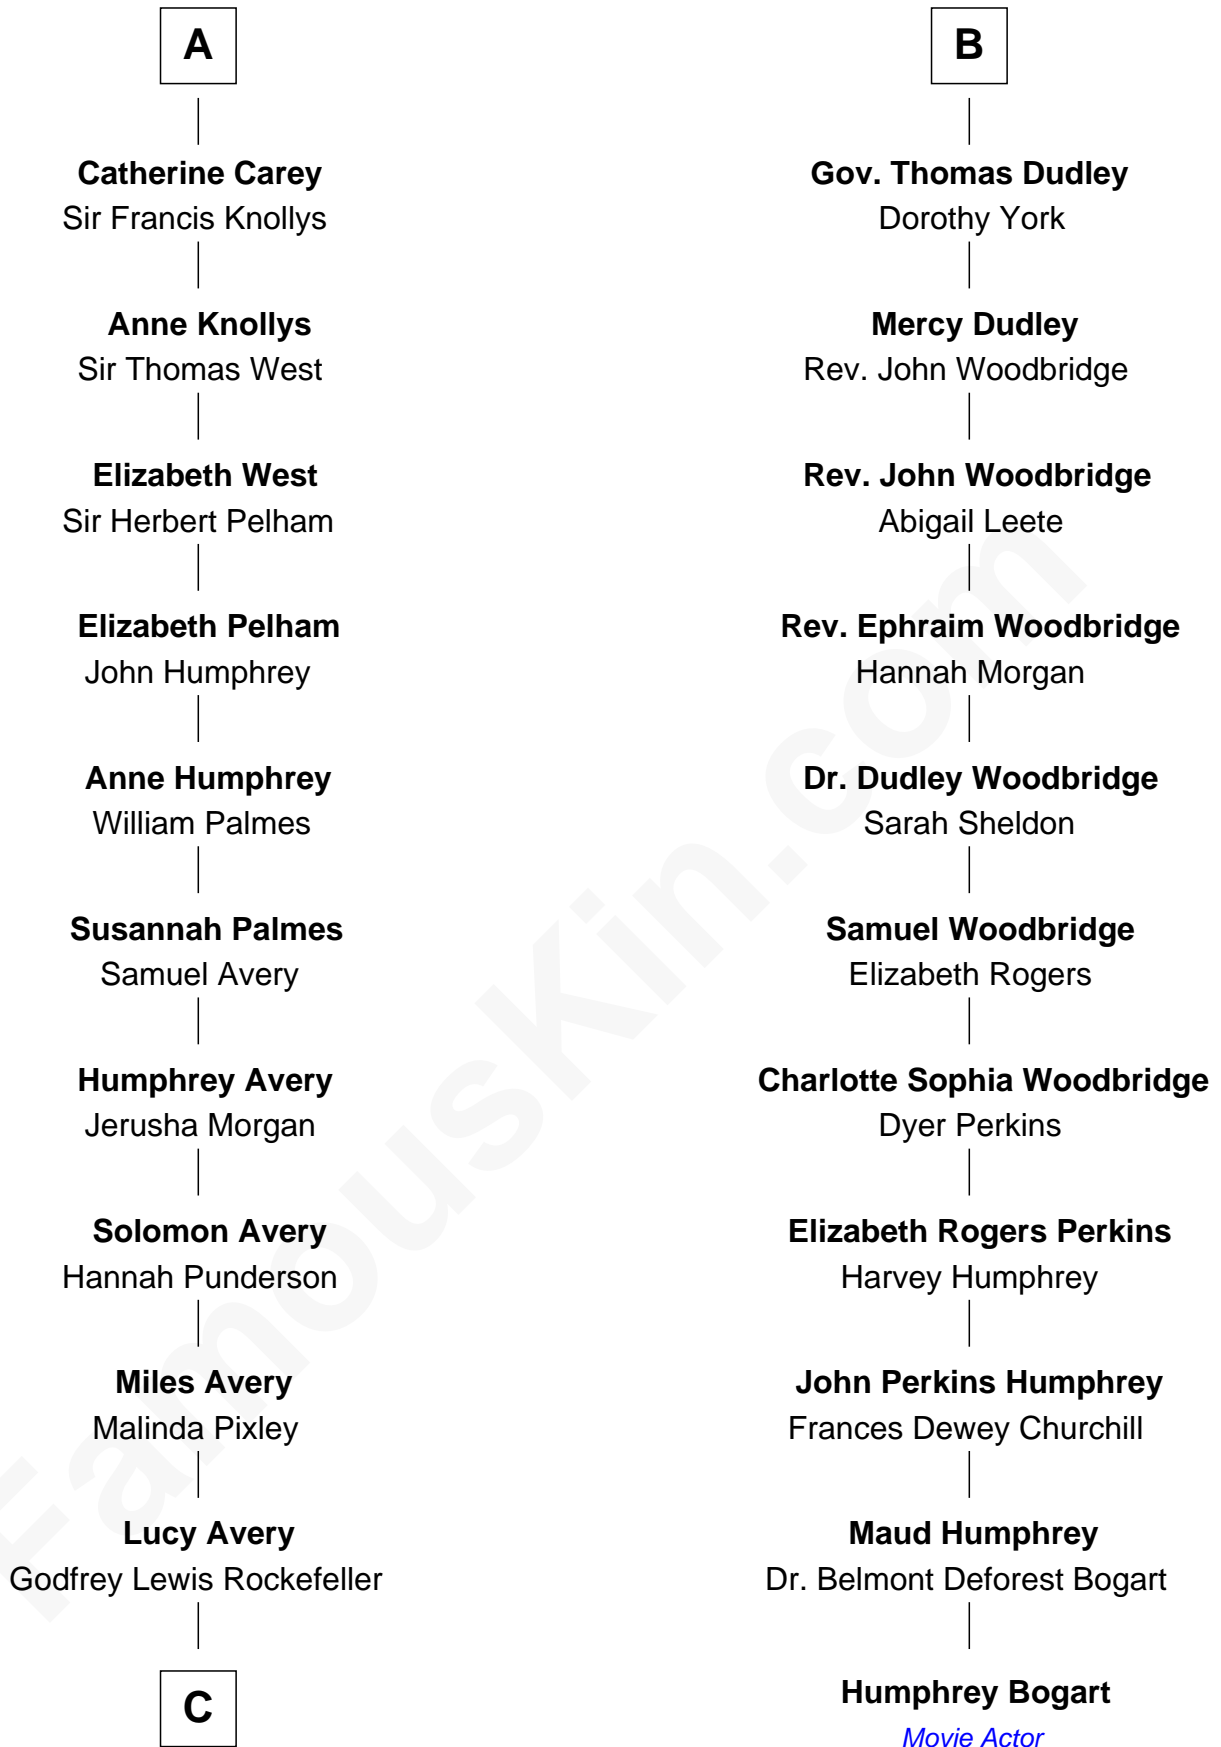 A
Catherine Carey
Sir Francis Knollys
Anne Knollys
Sir Thomas West
Elizabeth West
Sir Herbert Pelham
Elizabeth Pelham
John Humphrey
Anne Humphrey
William Palmes
Susannah Palmes
Samuel Avery
Humphrey Avery
Jerusha Morgan
Solomon Avery
Hannah Punderson
Miles Avery
Malinda Pixley
Lucy Avery
Godfrey Lewis Rockefeller
C
B
Gov. Thomas Dudley
Dorothy York
Mercy Dudley
Rev. John Woodbridge
Rev. John Woodbridge
Abigail Leete
Rev. Ephraim Woodbridge
Hannah Morgan
Dr. Dudley Woodbridge
Sarah Sheldon
Samuel Woodbridge
Elizabeth Rogers
Charlotte Sophia Woodbridge
Dyer Perkins
Elizabeth Rogers Perkins
Harvey Humphrey
John Perkins Humphrey
Frances Dewey Churchill
Maud Humphrey
Dr. Belmont Deforest Bogart
Humphrey Bogart
Movie Actor
FamousKin.com